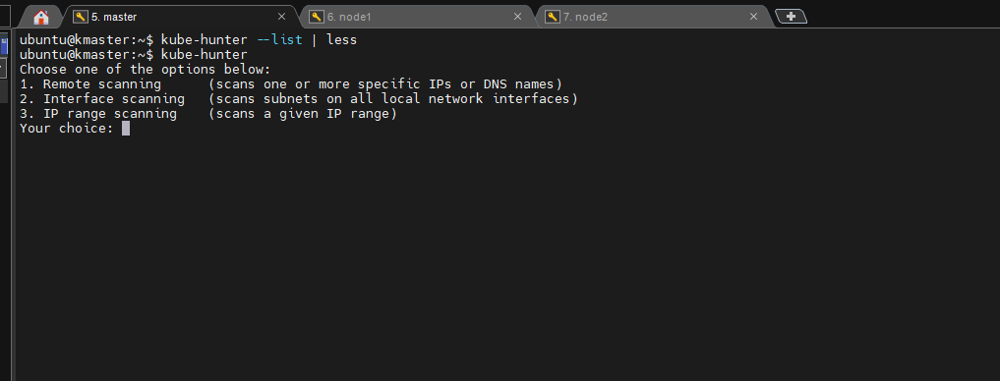 5. master
6. node1
7. node2
ubuntu@kmaster:~$ kube-hunter --list | less
ubuntu@kmaster:~$ kube-hunter
Choose one of the options below:
1. Remote scanning      (scans one or more specific IPs or DNS names)
2. Interface scanning   (scans subnets on all local network interfaces)
3. IP range scanning    (scans a given IP range)
Your choice: